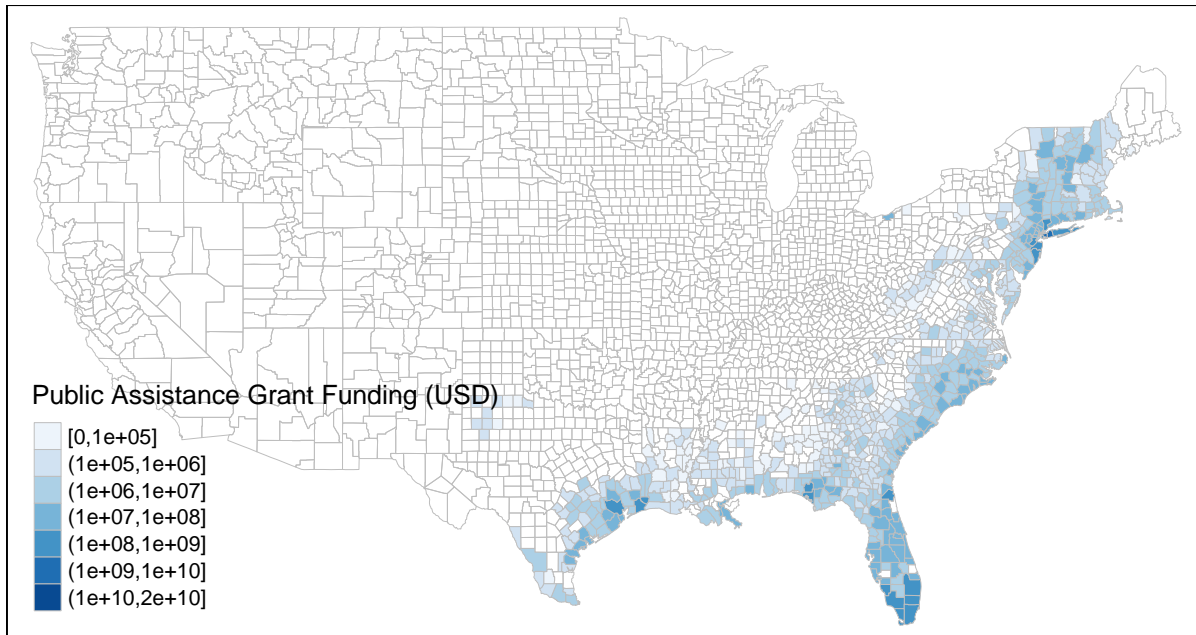 Public Assistance Grant Funding (USD)
[0,1e+05]
(1e+05,1e+06]
(1e+06,1e+07]
(1e+07,1e+08]
(1e+08,1e+09]
(1e+09,1e+10]
(1e+10,2e+10]